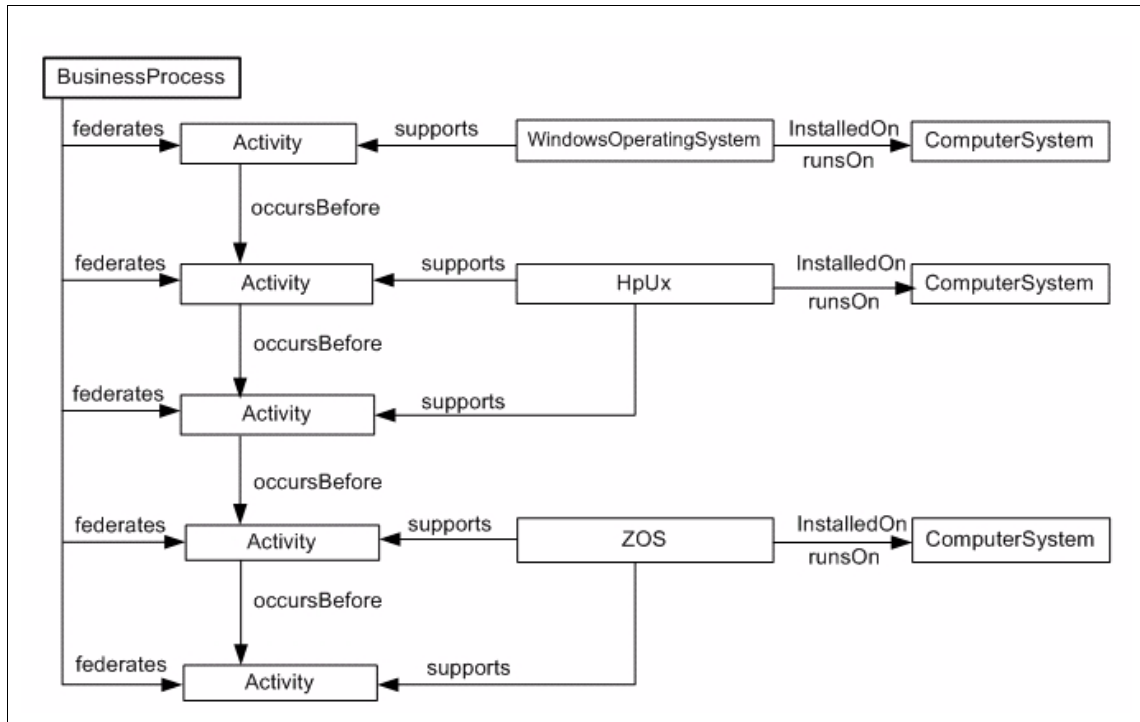 BusinessProcess
federates
Activity
supports
WindowsOperatingSystem
InstalledOn
runsOn
ComputerSystem
occursBefore
federates
Activity
supports
HpUx
InstalledOn
runsOn
ComputerSystem
occursBefore
federates
Activity
supports
occursBefore
federates
Activity
supports
ZOS
InstalledOn
runsOn
ComputerSystem
occursBefore
federates
Activity
supports